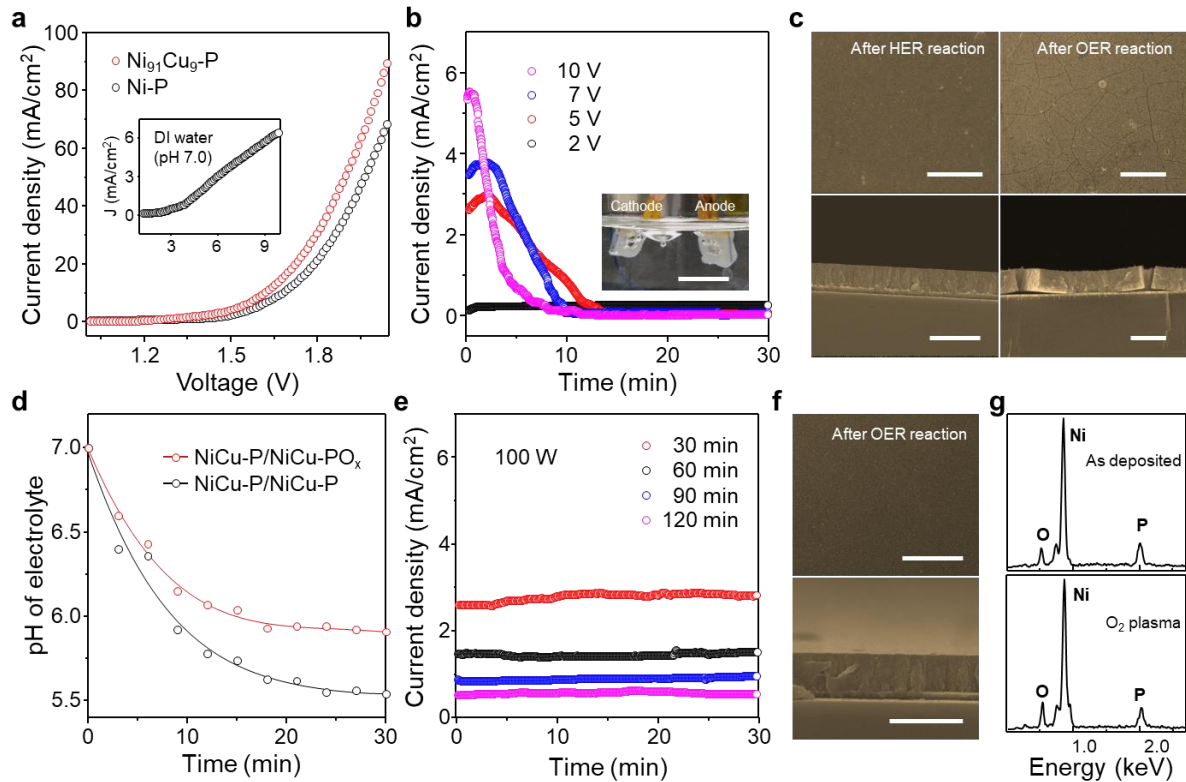 a
100
80
60
40
20
0
Current density (mA/cm²)
Ni₉₁Cu₉-P
Ni-P
DI water
(pH 7.0)
J (mA/cm²)
6
3
0
3 6 9
1.2 1.5 1.8
Voltage (V)
b
6
4
2
0
Current density (mA/cm²)
10 V
7 V
5 V
2 V
Cathode Anode
0 10 20 30
Time (min)
c
After HER reaction
After OER reaction
d
7.0
6.5
6.0
5.5
pH of electrolyte
NiCu-P/NiCu-POₓ
NiCu-P/NiCu-P
0 10 20 30
Time (min)
e
6
4
2
0
Current density (mA/cm²)
100 W
30 min
60 min
90 min
120 min
0 10 20 30
Time (min)
f
After OER reaction
g
Ni
As deposited
O
P
Ni
O₂ plasma
O
P
1.0 2.0
Energy (keV)